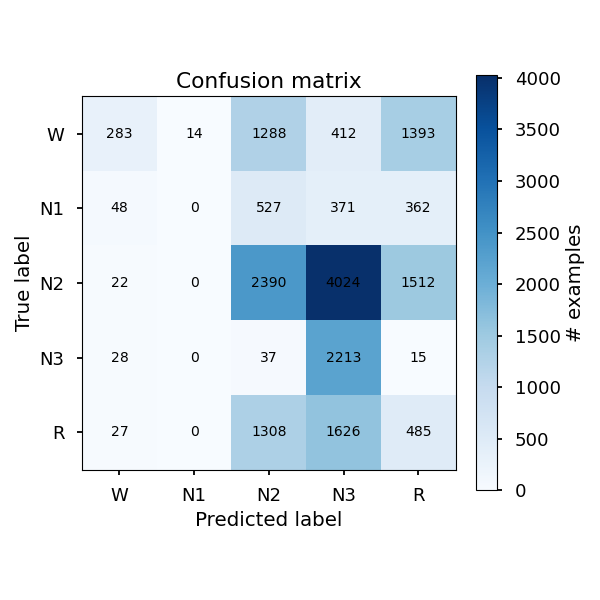 Confusion matrix
W 283 14 1288 412 1393
N1 48 0 527 371 362
N2 22 0 2390 4024 1512
N3 28 0 37 2213 15
R 27 0 1308 1626 485
W N1 N2 N3 R
Predicted label
True label
4000
3500
3000
2500
2000
1500
1000
500
0
# examples